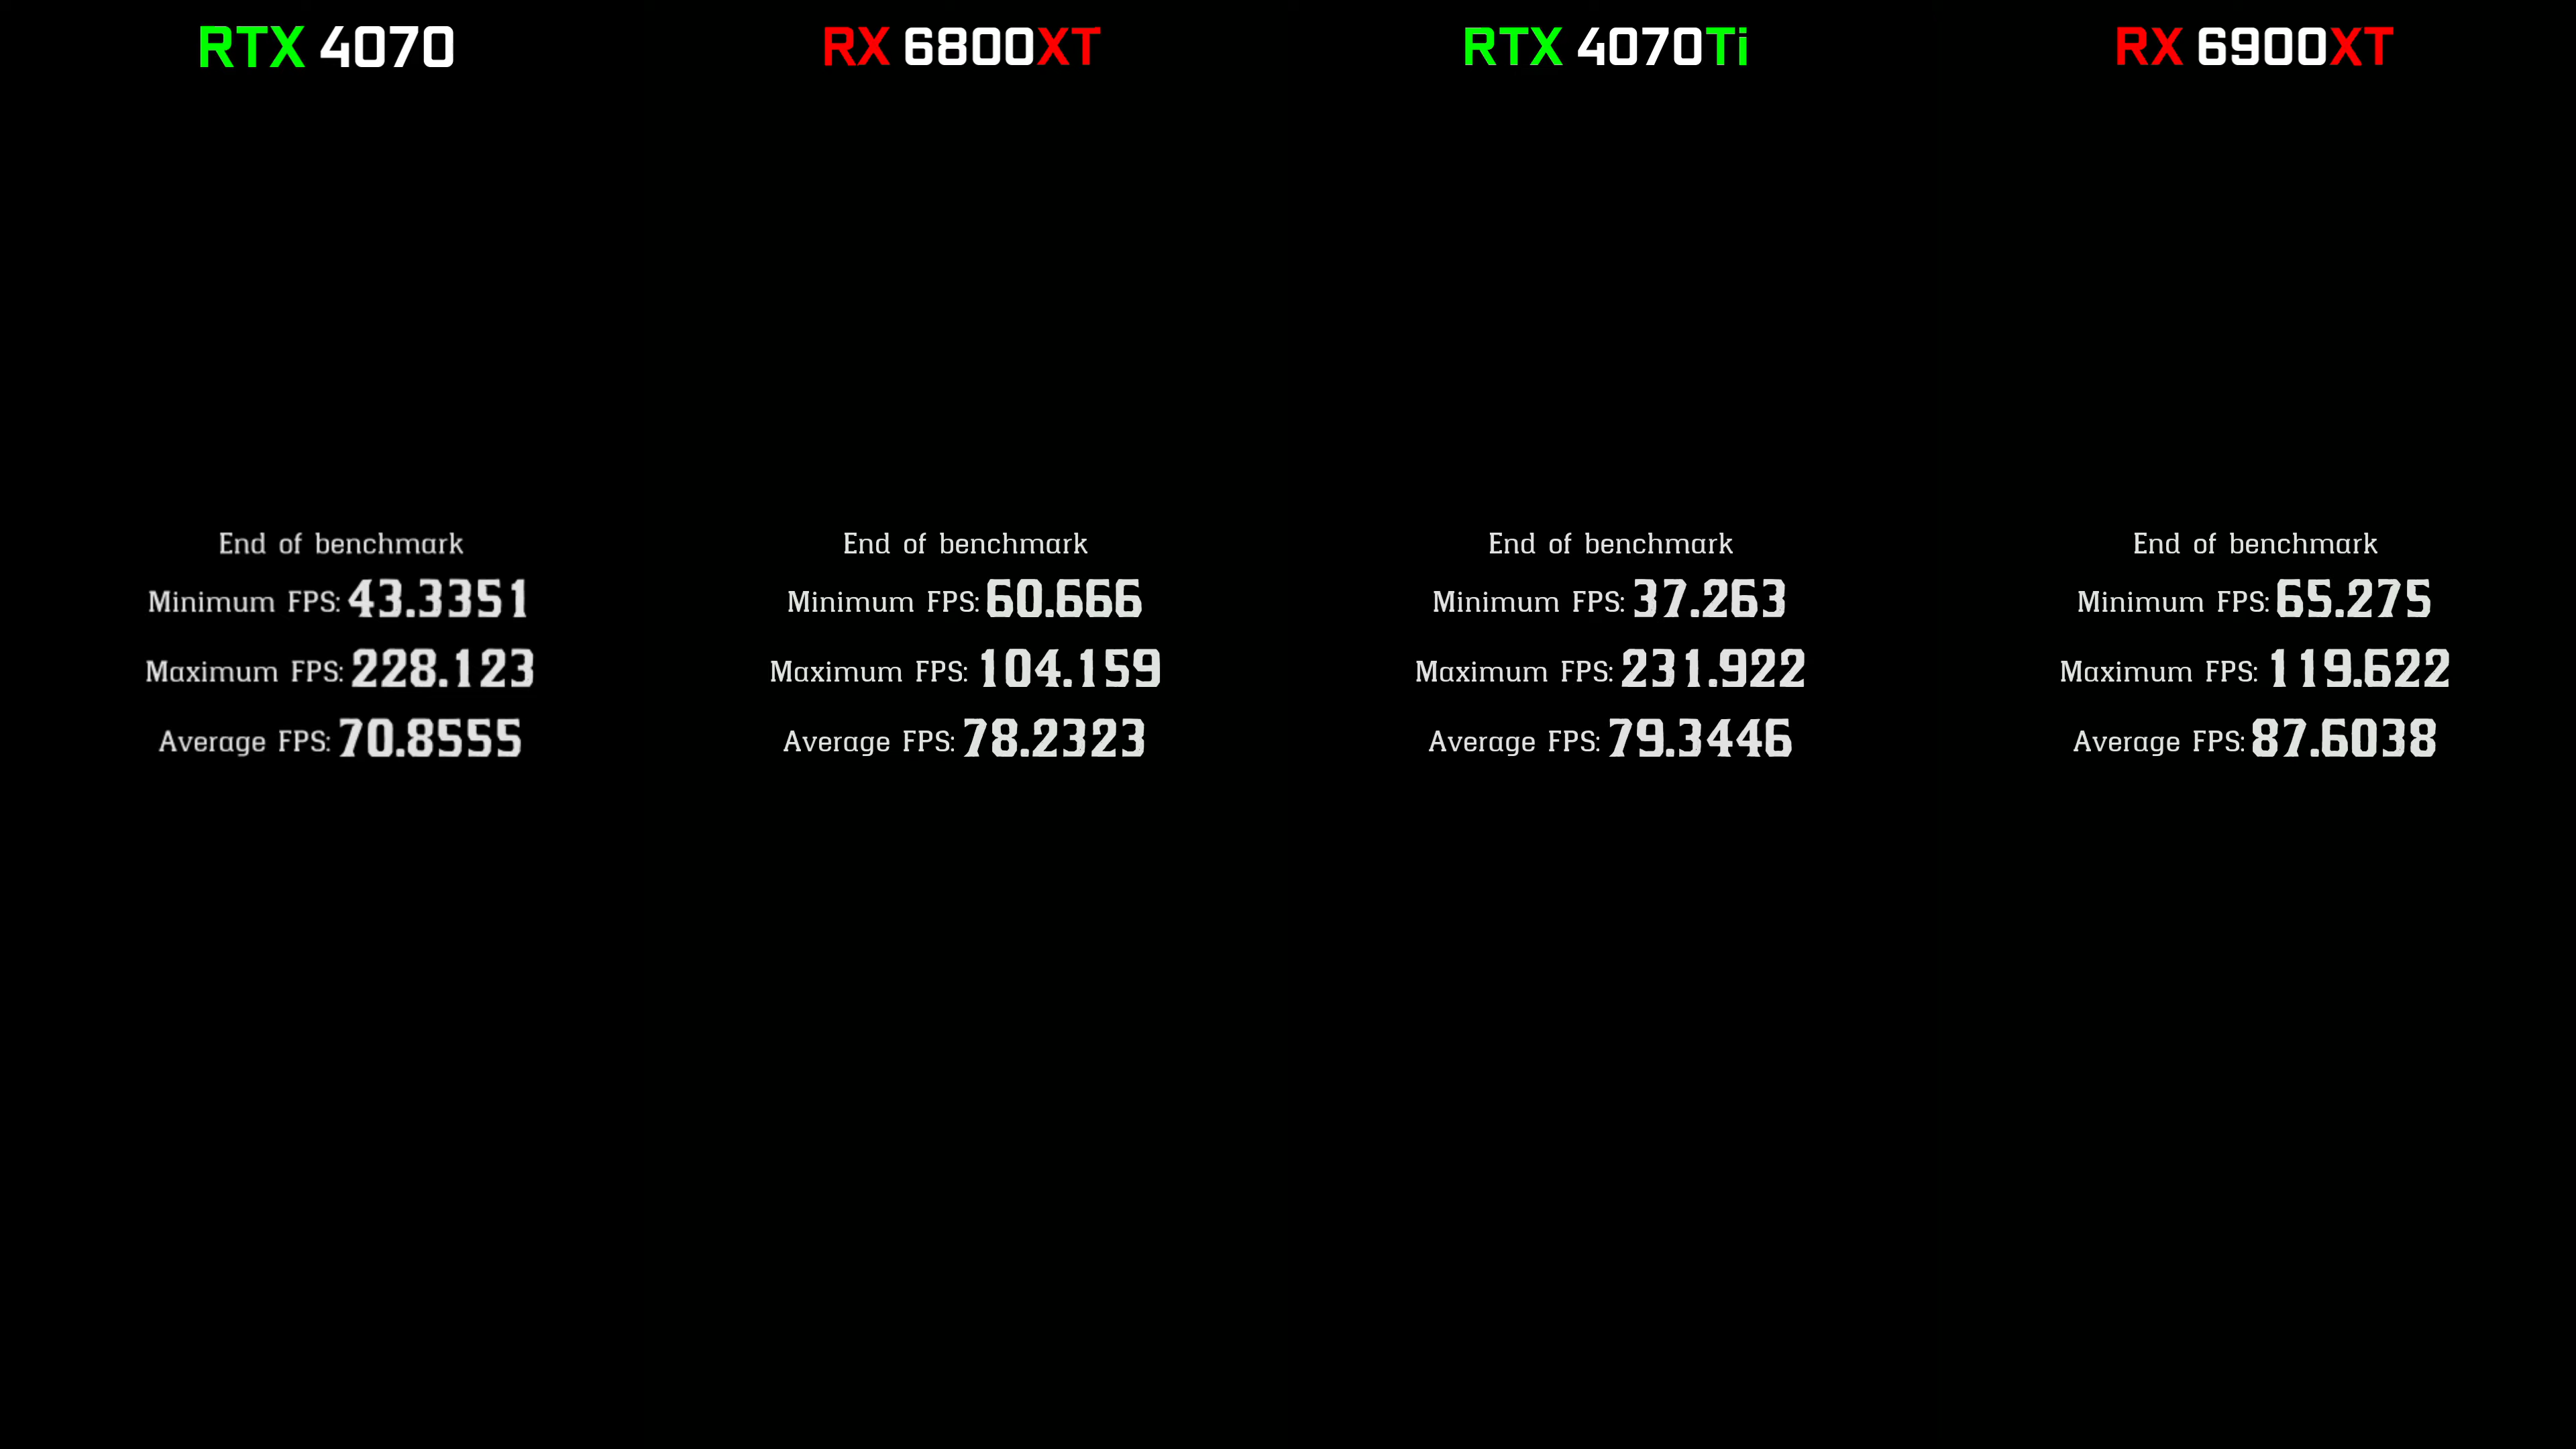 RTX 4070
End of benchmark
Minimum FPS: 43.3351
Maximum FPS: 228.123
Average FPS: 70.8555
RX 6800XT
End of benchmark
Minimum FPS: 60.666
Maximum FPS: 104.159
Average FPS: 78.2323
RTX 4070Ti
End of benchmark
Minimum FPS: 37.263
Maximum FPS: 231.922
Average FPS: 79.3446
RX 6900XT
End of benchmark
Minimum FPS: 65.275
Maximum FPS: 119.622
Average FPS: 87.6038